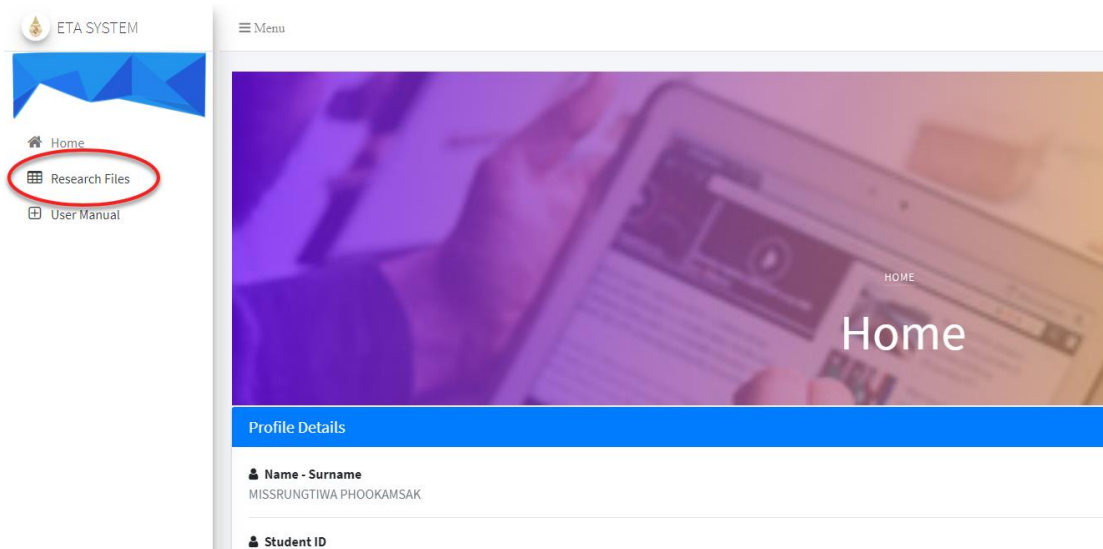 ETA SYSTEM
Menu
Home
Research Files
User Manual
HOME
Home
Profile Details
Name - Surname
MISSRUNGTIWA PHOOKAMSAK
Student ID